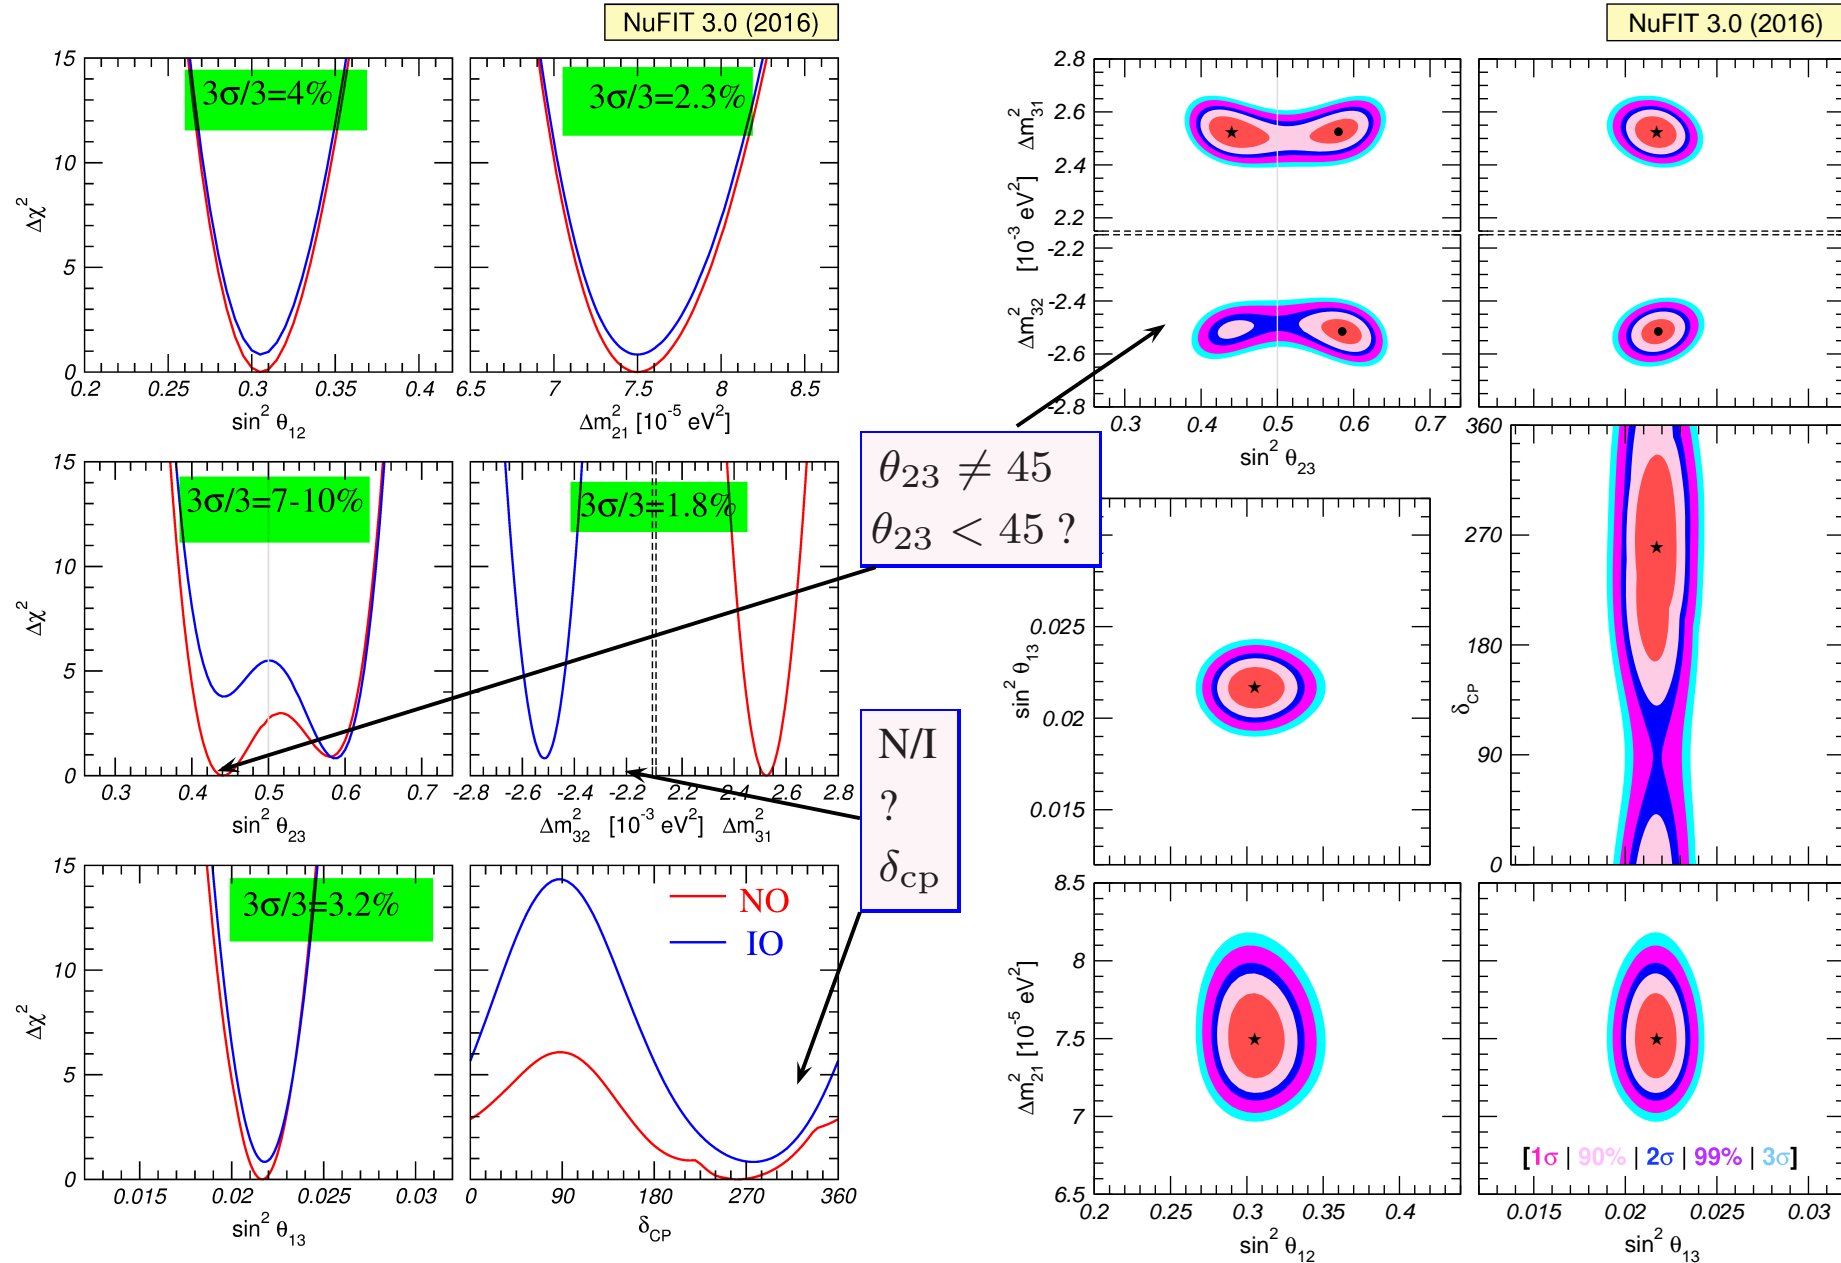 NuFIT 3.0 (2016)
15
10
5
0
Δχ²
3σ/3=4%
0.2 0.25 0.3 0.35 0.4
sin² θ₁₂
3σ/3=2.3%
6.5 7 7.5 8 8.5
Δm²₂₁ [10⁻⁵ eV²]
15
10
5
0
Δχ²
3σ/3=7-10%
0.3 0.4 0.5 0.6 0.7
sin² θ₂₃
3σ/3=1.8%
-2.8 -2.6 -2.4 -2.2 2.2 2.4 2.6 2.8
Δm²₃₂ [10⁻³ eV²] Δm²₃₁
15
10
5
0
Δχ²
3σ/3=3.2%
0.015 0.02 0.025 0.03
sin² θ₁₃
NO
IO
0 90 180 270 360
δCP
θ₂₃ ≠ 45
θ₂₃ < 45 ?
N/I
?
δcp
NuFIT 3.0 (2016)
2.8
2.6
2.4
2.2
-2.2
-2.4
-2.6
-2.8
Δm²₃₂ [10⁻³ eV²] Δm²₃₁
0.3 0.4 0.5 0.6 0.7
sin² θ₂₃
0.025
0.02
0.015
sin² θ₁₃
360
270
180
90
0
δCP
8.5
8
7.5
7
6.5
Δm²₂₁ [10⁻⁵ eV²]
0.2 0.25 0.3 0.35 0.4
sin² θ₁₂
[1σ | 90% | 2σ | 99% | 3σ]
0.015 0.02 0.025 0.03
sin² θ₁₃